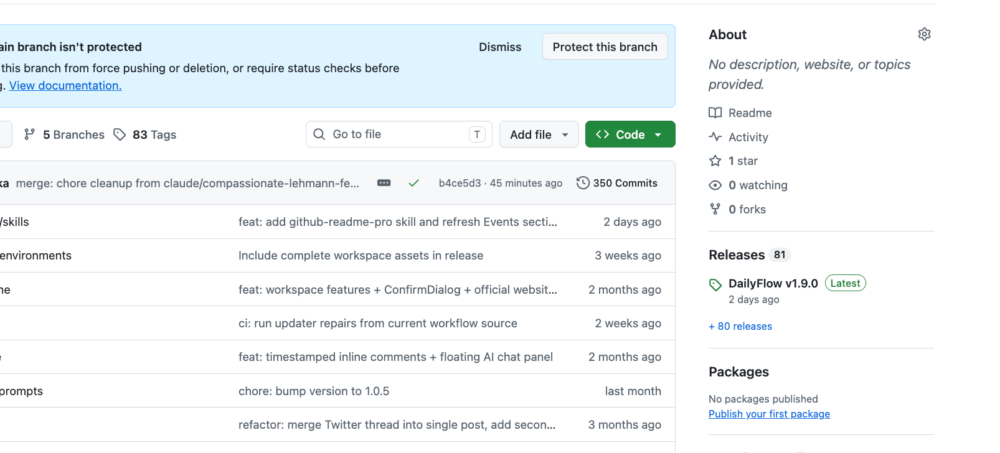 ain branch isn't protected
Dismiss
Protect this branch
this branch from force pushing or deletion, or require status checks before
g. View documentation.
5 Branches
83 Tags
Go to file
T
Add file
Code
ka merge: chore cleanup from claude/compassionate-lehmann-fe...
b4ce5d3 · 45 minutes ago
350 Commits
/skills
feat: add github-readme-pro skill and refresh Events secti...
2 days ago
environments
Include complete workspace assets in release
3 weeks ago
ne
feat: workspace features + ConfirmDialog + official websit...
2 months ago
ci: run updater repairs from current workflow source
2 weeks ago
e
feat: timestamped inline comments + floating AI chat panel
2 months ago
prompts
chore: bump version to 1.0.5
last month
refactor: merge Twitter thread into single post, add secon...
3 months ago
About
No description, website, or topics
provided.
Readme
Activity
1 star
0 watching
0 forks
Releases 81
DailyFlow v1.9.0 Latest
2 days ago
+ 80 releases
Packages
No packages published
Publish your first package